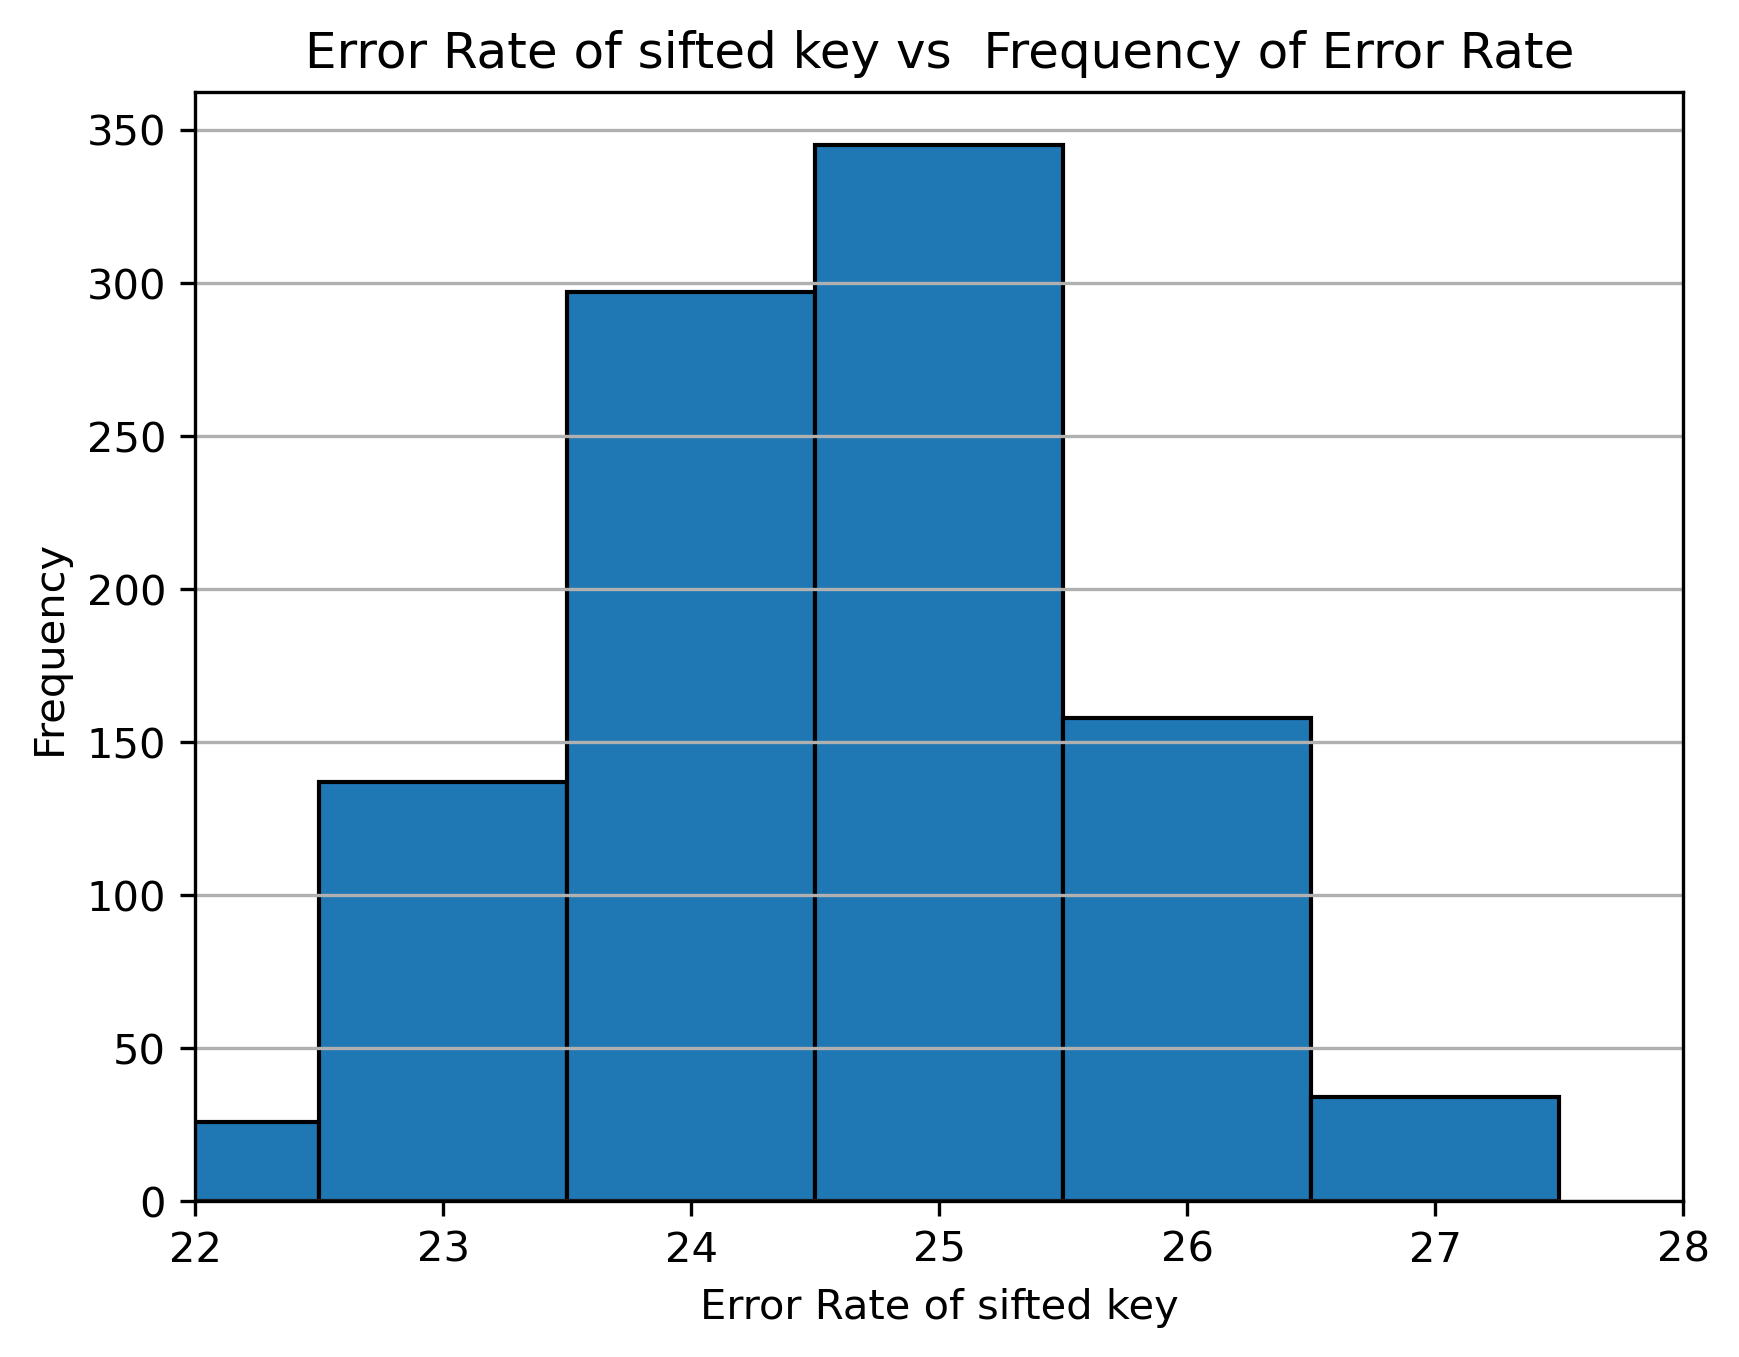 Error Rate of sifted key vs  Frequency of Error Rate
350
300
250
200
150
100
50
0
Frequency
22 23 24 25 26 27 28
Error Rate of sifted key